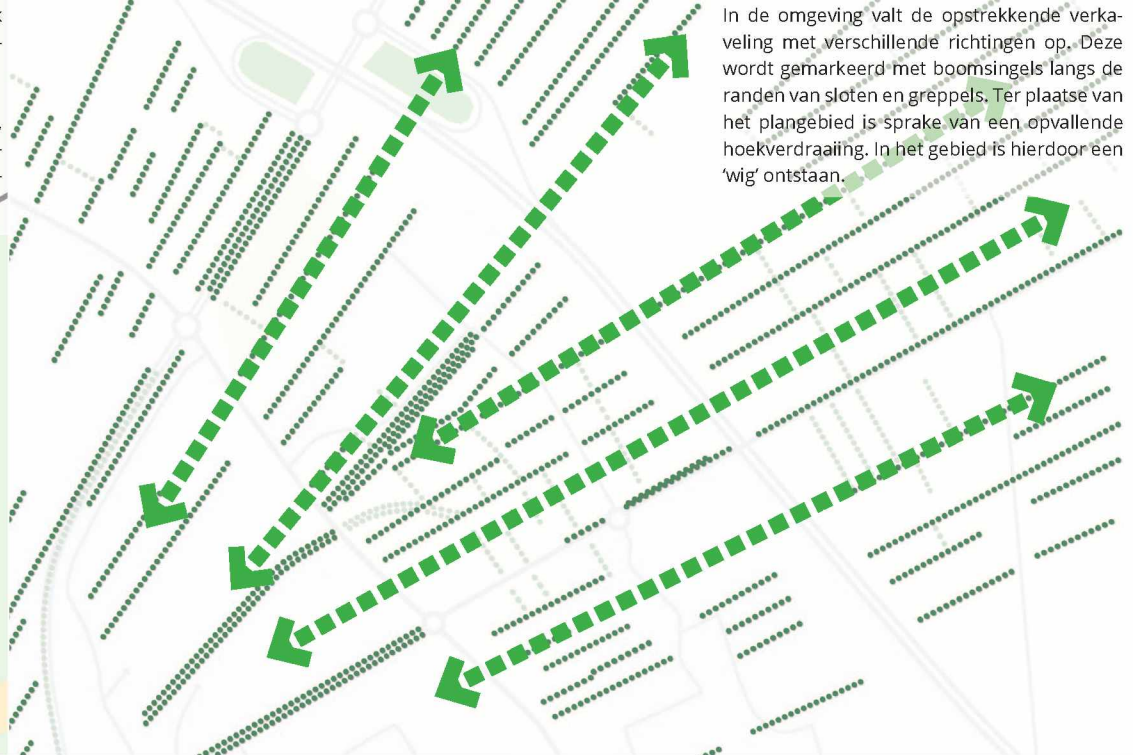 In de omgeving valt de opstrekkende verka-
veling met verschillende richtingen op. Deze
wordt gemarkeerd met boomsingels langs de
randen van sloten en greppels. Ter plaatse van
het plangebied is sprake van een opvallende
hoekverdraaiing. In het gebied is hierdoor een
‘wig’ ontstaan.